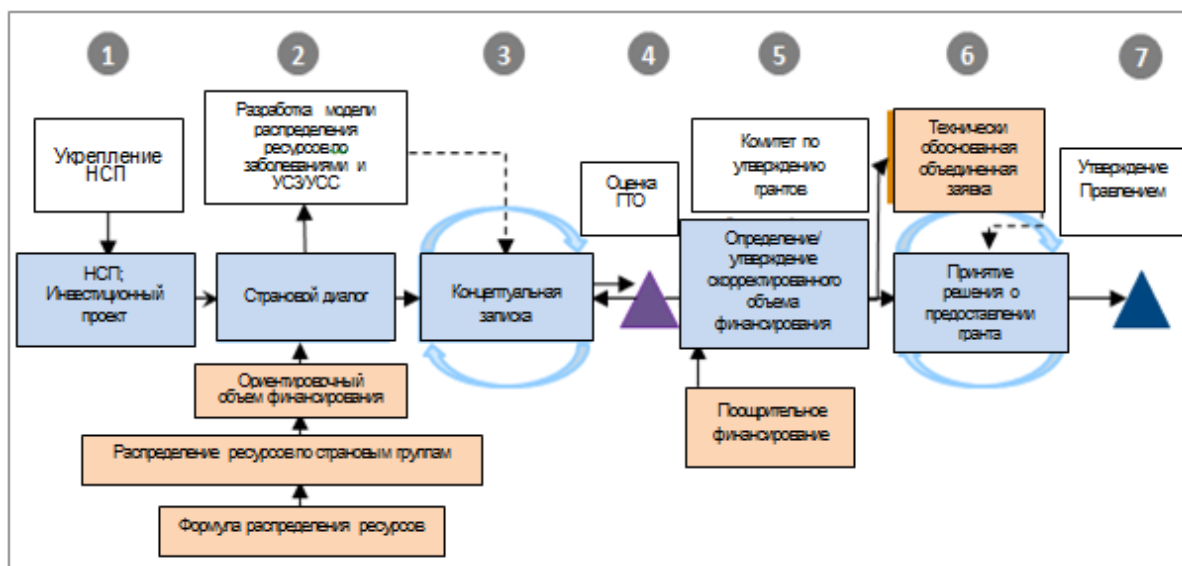 1
2
3
4
5
6
7
Укрепление
НСП
Разработка модели
распределения
ресурсов по
заболеваниями и
УСЗ/УСС
Оценка
ГТО
Комитет по
утверждению
грантов
Технически
обоснованная
объединенная
заявка
Утверждение
Правлением
НСП;
Инвестиционный
проект
Страновой диалог
Концептуальная
записка
Определение/
утверждение
скорректированного
объема
финансирования
Принятие
решения о
предоставлении
гранта
Ориентировочный
объем финансирования
Поощрительное
финансирование
Распределение ресурсов по страновым группам
Формула распределения ресурсов